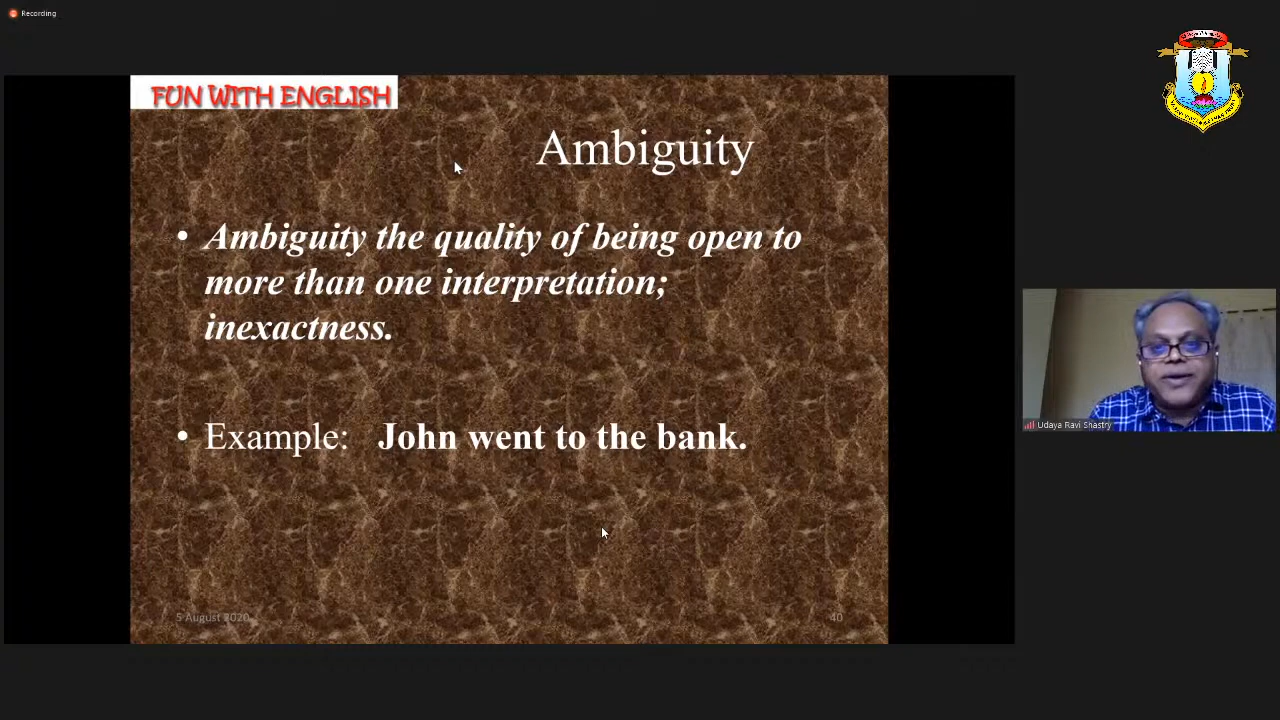 Recording
FUN WITH ENGLISH
Ambiguity
• Ambiguity the quality of being open to
more than one interpretation;
inexactness.
• Example: John went to the bank.
5 August 2020
40
Udaya Ravi Shastry